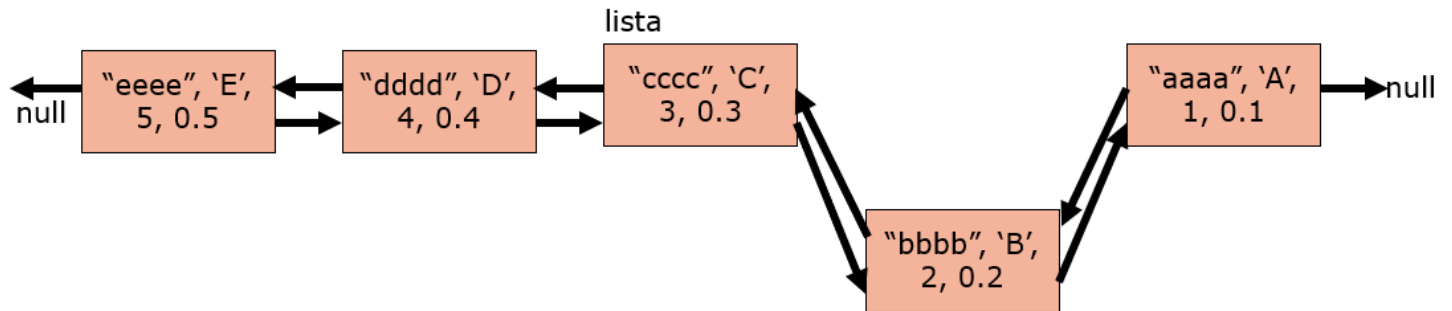 lista
null
“eeee”, ‘E’,
5, 0.5
“dddd”, ‘D’,
4, 0.4
“cccc”, ‘C’,
3, 0.3
“bbbb”, ‘B’,
2, 0.2
“aaaa”, ‘A’,
1, 0.1
null